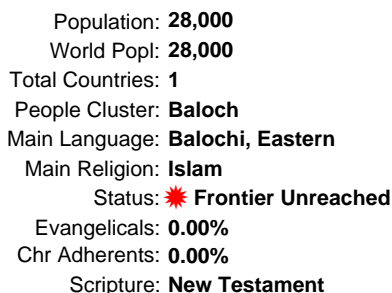 Population: 28,000
World Popl: 28,000
Total Countries: 1
People Cluster: Baloch
Main Language: Balochi, Eastern
Main Religion: Islam
Status: Frontier Unreached
Evangelicals: 0.00%
Chr Adherents: 0.00%
Scripture: New Testament